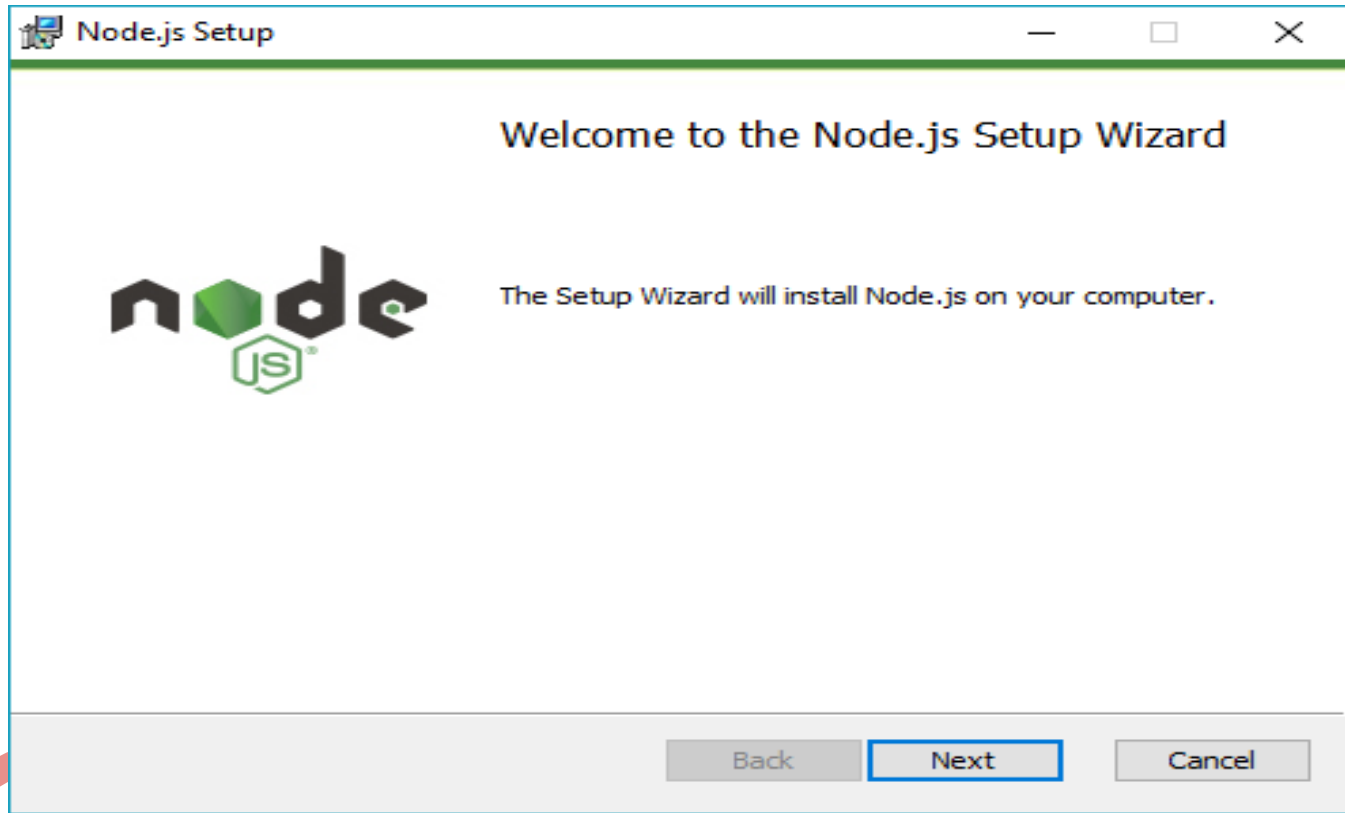 Node.js Setup
Welcome to the Node.js Setup Wizard
The Setup Wizard will install Node.js on your computer.
node
JS®
Back
Next
Cancel